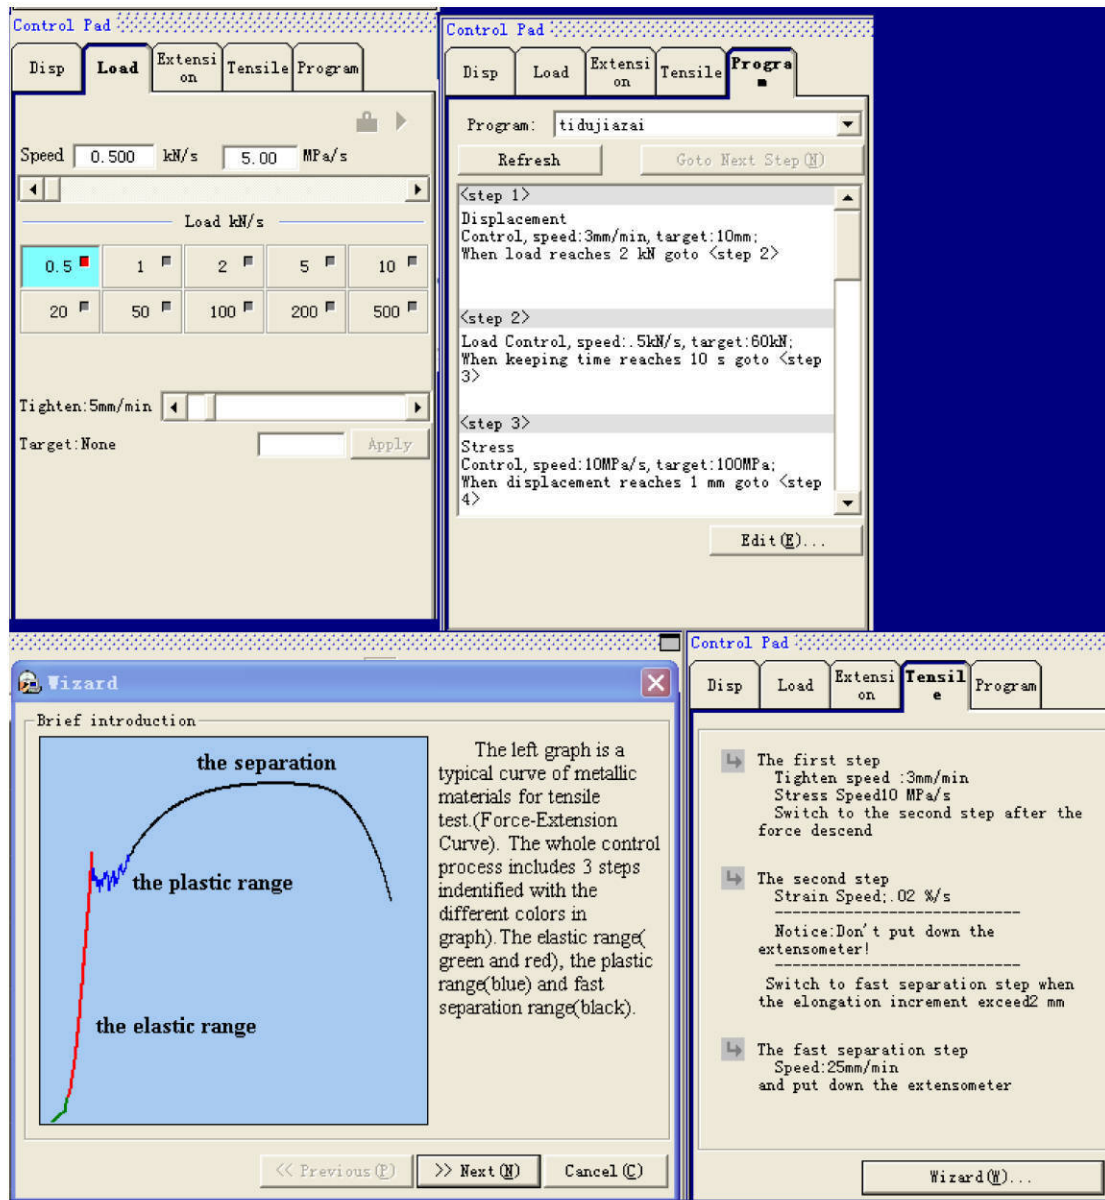 Control Pad
Disp
Load
Extensi
on
Tensile
Program
Speed 0.500 kN/s 5.00 MPa/s
Load kN/s
0.5 1 2 5 10
20 50 100 200 500
Tighten:5mm/min
Target:None
Apply
Control Pad
Disp
Load
Extensi
on
Tensile
Progra
m
Program: tidujiazai
Refresh
Goto Next Step(N)
<step 1>
Displacement
Control, speed:3mm/min, target:10mm;
When load reaches 2 kN goto <step 2>
<step 2>
Load Control, speed:.5kN/s, target:60kN;
When keeping time reaches 10 s goto <step
3>
<step 3>
Stress
Control, speed:10MPa/s, target:100MPa;
When displacement reaches 1 mm goto <step
4>
Edit(E)...
Wizard
Brief introduction
the separation
the plastic range
the elastic range
The left graph is a
typical curve of metallic
materials for tensile
test.(Force-Extension
Curve). The whole control
process includes 3 steps
indentified with the
different colors in
graph).The elastic range(
green and red), the plastic
range(blue) and fast
separation range(black).
<< Previous(P)
>> Next(N)
Cancel(C)
Control Pad
Disp
Load
Extensi
on
Tensil
e
Program
The first step
Tighten speed :3mm/min
Stress Speed10 MPa/s
Switch to the second step after the
force descend
The second step
Strain Speed;.02 %/s
----------------------------
Notice:Don't put down the
extensometer!
----------------------------
Switch to fast separation step when
the elongation increment exceed2 mm
The fast separation step
Speed:25mm/min
and put down the extensometer
Wizard(W)...